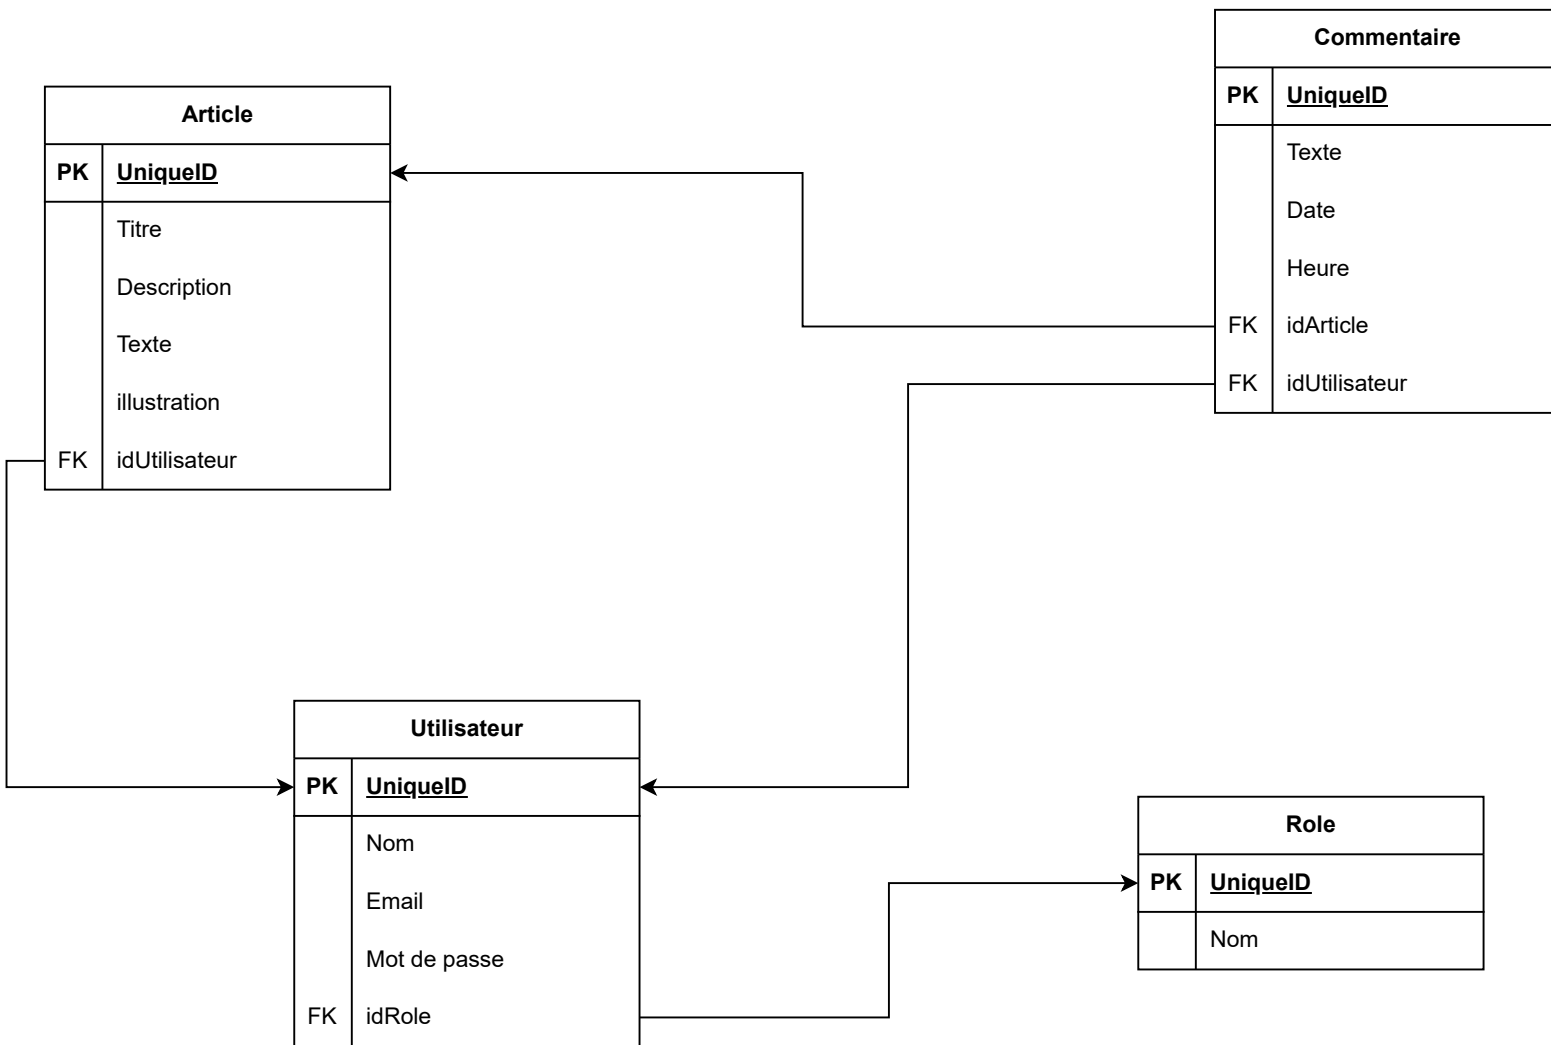 Commentaire
PK UniqueID
Texte
Date
Heure
FK idArticle
FK idUtilisateur
Article
PK UniqueID
Titre
Description
Texte
illustration
FK idUtilisateur
Utilisateur
PK UniqueID
Nom
Email
Mot de passe
FK idRole
Role
PK UniqueID
Nom